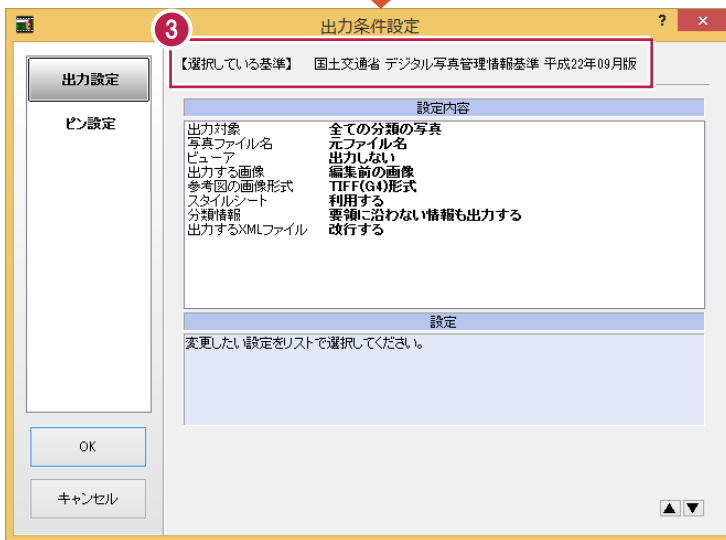 出力条件設定
? ×
3
【選択している基準】 国土交通省 デジタル写真管理情報基準 平成22年09月版
出力設定
ピン設定
設定内容
出力対象 全ての分類の写真
写真ファイル名 元ファイル名
ビューア 出力しない
出力する画像 編集前の画像
参考図の画像形式 TIFF(G4)形式
スタイルシート 利用する
分類情報 要領に沿わない情報も出力する
出力するXMLファイル 改行する
設定
変更したい設定をリストで選択してください。
OK
キャンセル
▲ ▼